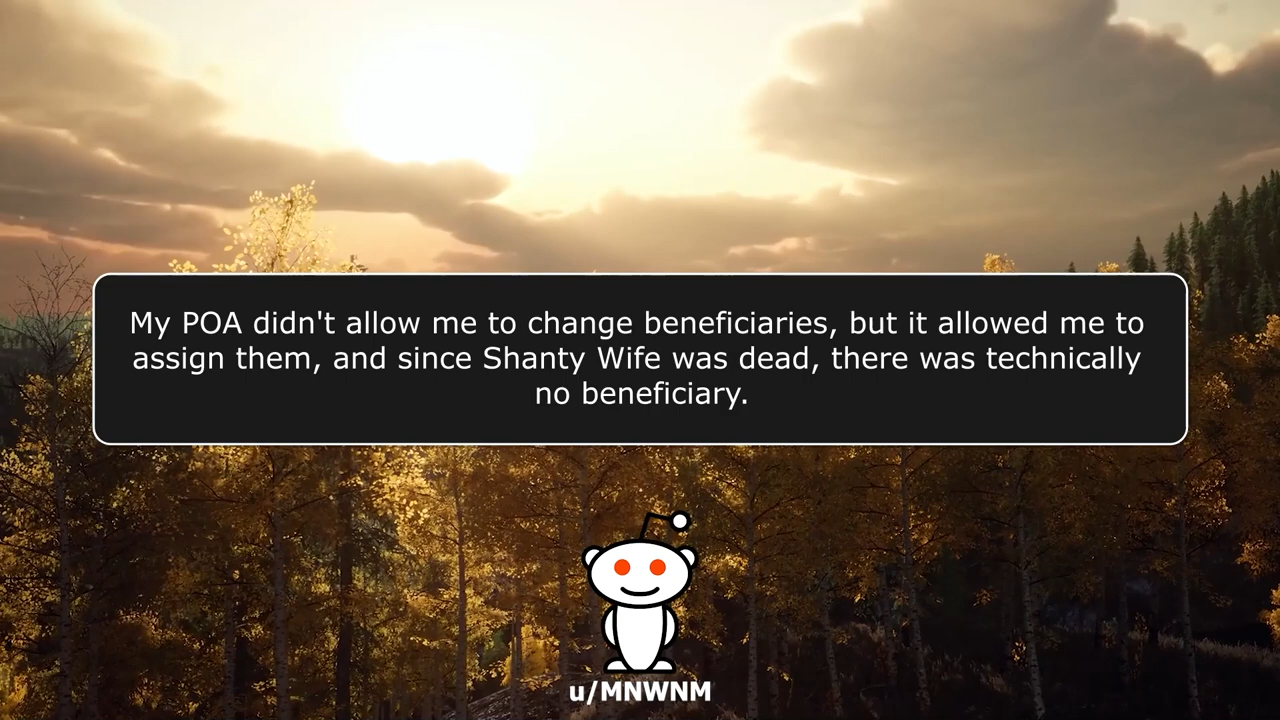 My POA didn't allow me to change beneficiaries, but it allowed me to
assign them, and since Shanty Wife was dead, there was technically
no beneficiary.
u/MNWNM